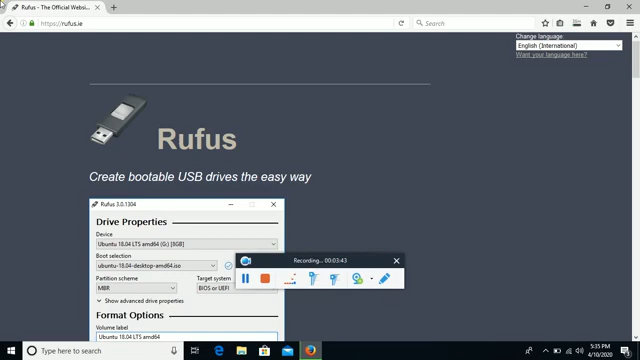 Rufus - The Official Websi...
https://rufus.ie
Search
Change language:
English (International)
Want your language here?
Rufus
Create bootable USB drives the easy way
Rufus 3.0.1304
Drive Properties
Device
Ubuntu 18.04 LTS amd64 (G:) [8GB]
Boot selection
ubuntu-18.04-desktop-amd64.iso
Partition scheme
Target system
MBR
BIOS or UEFI
Show advanced drive properties
Format Options
Volume label
Ubuntu 18.04 LTS amd64
Recording... 00:03:43
Type here to search
5:35 PM
4/10/2020